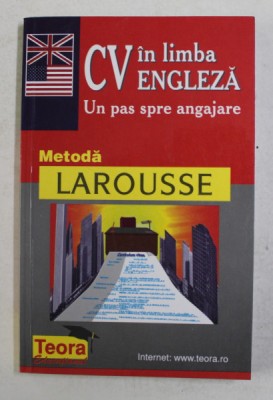 CV în limba
ENGLEZĂ
Un pas spre angajare
Metodă
LAROUSSE
Teora
Internet: www.teora.ro